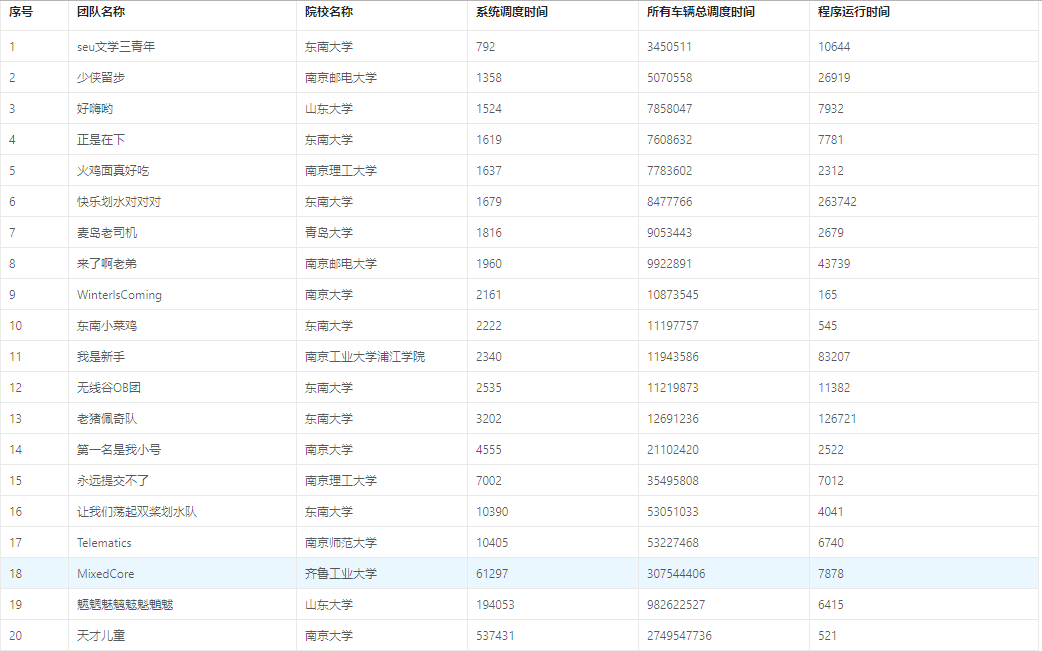 序号 团队名称 院校名称 系统调度时间 所有车辆总调度时间 程序运行时间
1 seu文学三青年 东南大学 792 3450511 10644
2 少侠留步 南京邮电大学 1358 5070558 26919
3 好嗨哟 山东大学 1524 7858047 7932
4 正是在下 东南大学 1619 7608632 7781
5 火鸡面真好吃 南京理工大学 1637 7783602 2312
6 快乐划水对对对 东南大学 1679 8477766 263742
7 麦岛老司机 青岛大学 1816 9053443 2679
8 来了啊老弟 南京邮电大学 1960 9922891 43739
9 WinterIsComing 南京大学 2161 10873545 165
10 东南小菜鸡 东南大学 2222 11197757 545
11 我是新手 南京工业大学浦江学院 2340 11943586 83207
12 无线谷OB团 东南大学 2535 11219873 11382
13 老猪佩奇队 东南大学 3202 12691236 126721
14 第一名是我小号 南京大学 4555 21102420 2522
15 永远提交不了 南京理工大学 7002 35495808 7012
16 让我们荡起双桨划水队 东南大学 10390 53051033 4041
17 Telematics 南京师范大学 10405 53227468 6740
18 MixedCore 齐鲁工业大学 61297 307544406 7878
19 山东大学 194053 982622527 6415
20 天才儿童 南京大学 537431 2749547736 521